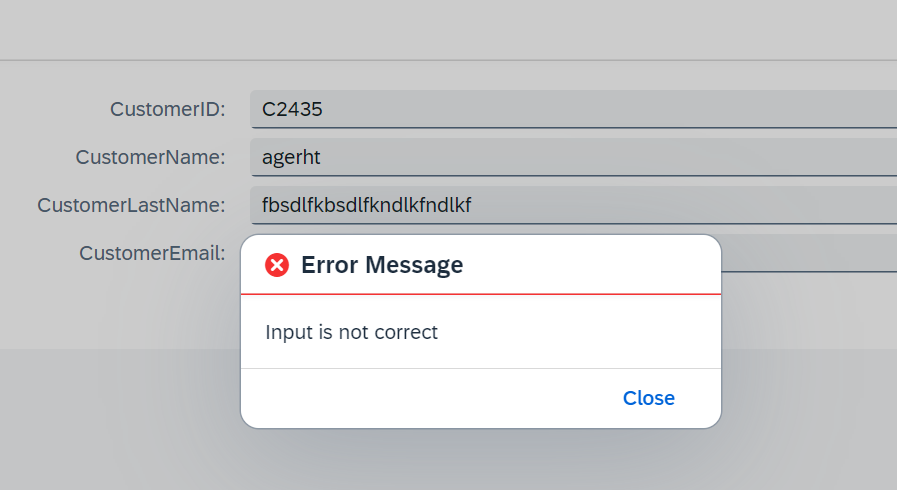 CustomerID: C2435
CustomerName: agerht
CustomerLastName: fbsdlfkbsdlfkndlkfndlkf
CustomerEmail:
Error Message
Input is not correct
Close